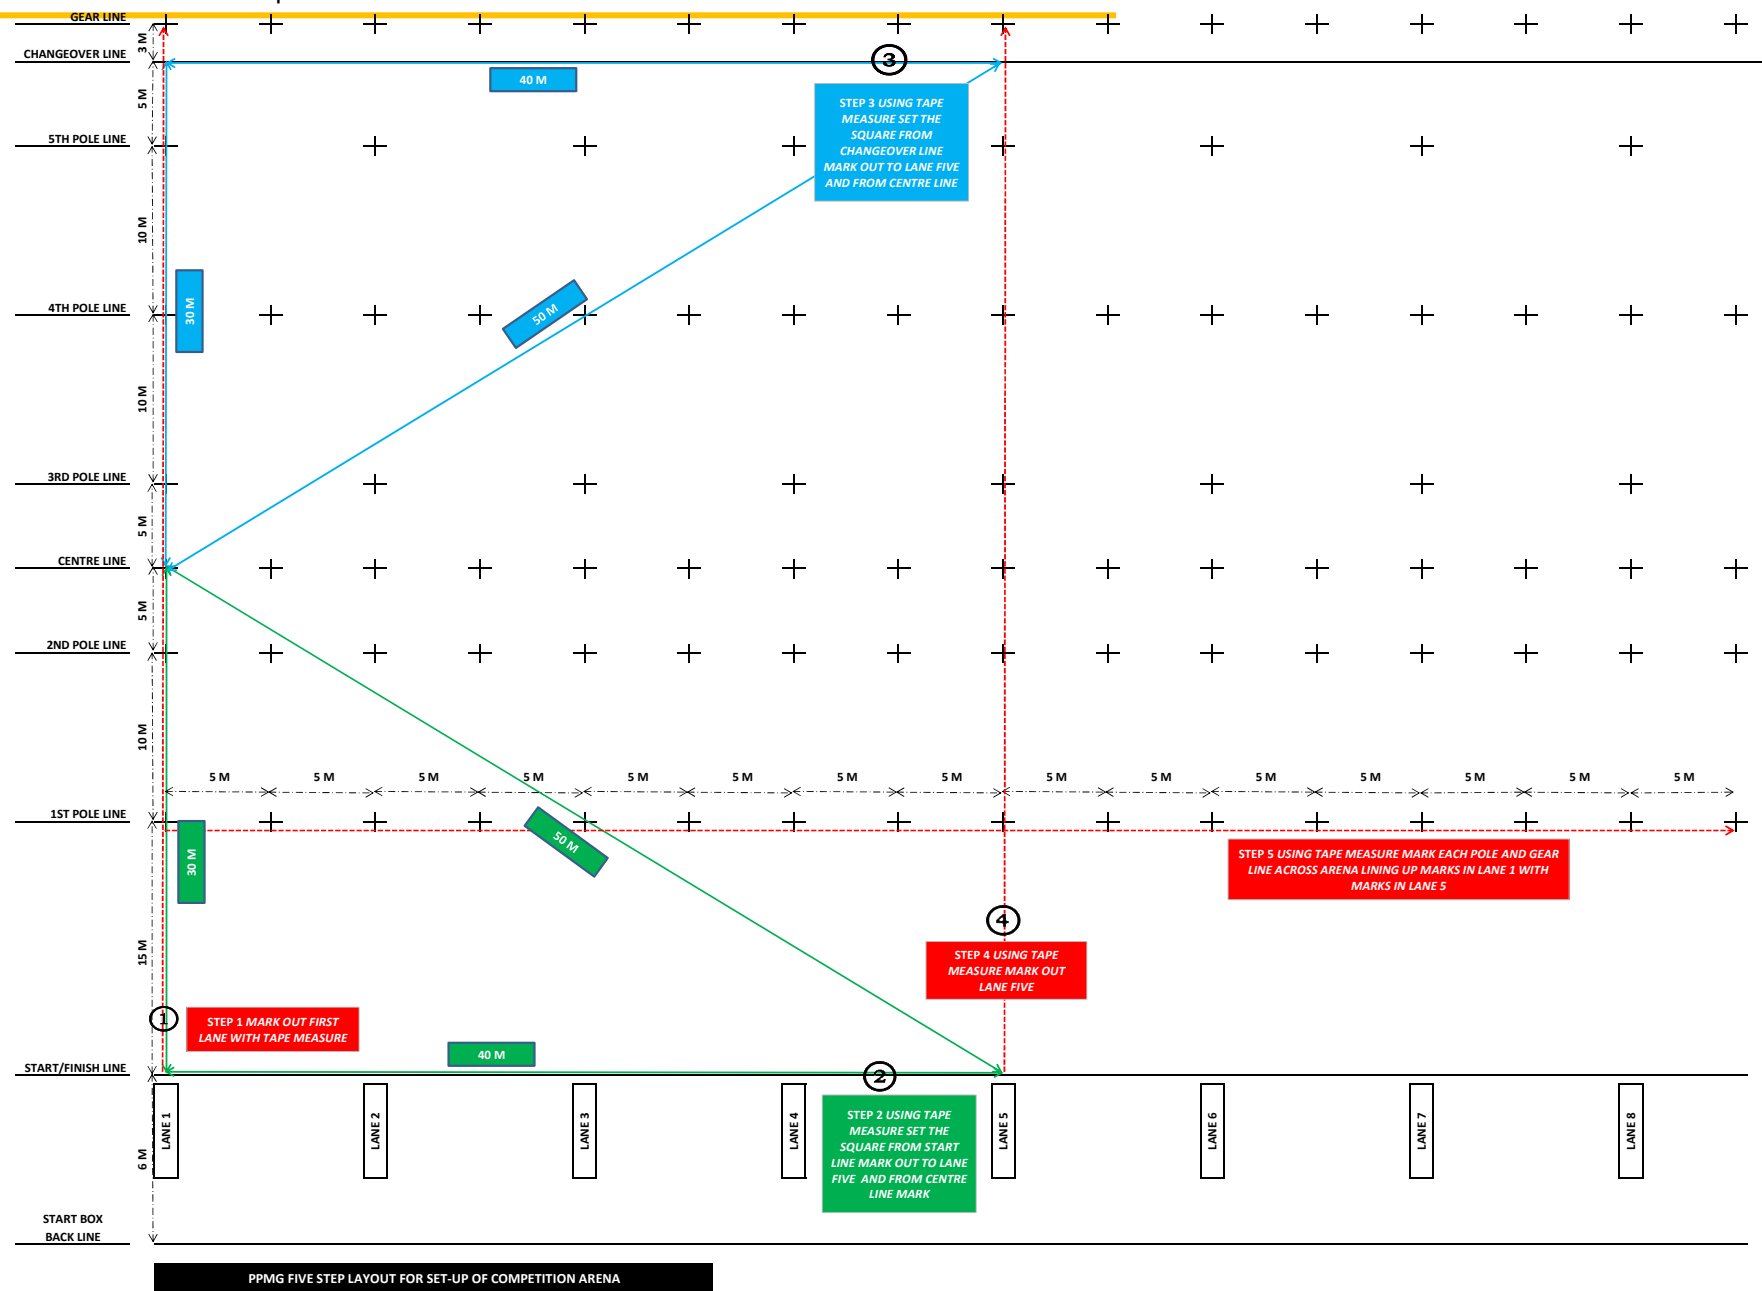 GEAR LINE
3 M
CHANGEOVER LINE
3
40 M
5 M
STEP 3 USING TAPE
MEASURE SET THE
SQUARE FROM
CHANGEOVER LINE
MARK OUT TO LANE FIVE
AND FROM CENTRE LINE
5TH POLE LINE
10 M
30 M
50 M
4TH POLE LINE
10 M
3RD POLE LINE
5 M
CENTRE LINE
5 M
2ND POLE LINE
10 M
5 M 5 M 5 M 5 M 5 M 5 M 5 M 5 M 5 M 5 M 5 M 5 M 5 M 5 M 5 M
1ST POLE LINE
30 M
50 M
STEP 5 USING TAPE MEASURE MARK EACH POLE AND GEAR
LINE ACROSS ARENA LINING UP MARKS IN LANE 1 WITH
MARKS IN LANE 5
4
15 M
STEP 4 USING TAPE
MEASURE MARK OUT
LANE FIVE
1
STEP 1 MARK OUT FIRST
LANE WITH TAPE MEASURE
40 M
START/FINISH LINE
2
LANE 1
LANE 2
LANE 3
LANE 4
LANE 5
LANE 6
LANE 7
LANE 8
STEP 2 USING TAPE
MEASURE SET THE
SQUARE FROM START
LINE MARK OUT TO LANE
FIVE AND FROM CENTRE
LINE MARK
6 M
START BOX
BACK LINE
PPMG FIVE STEP LAYOUT FOR SET-UP OF COMPETITION ARENA